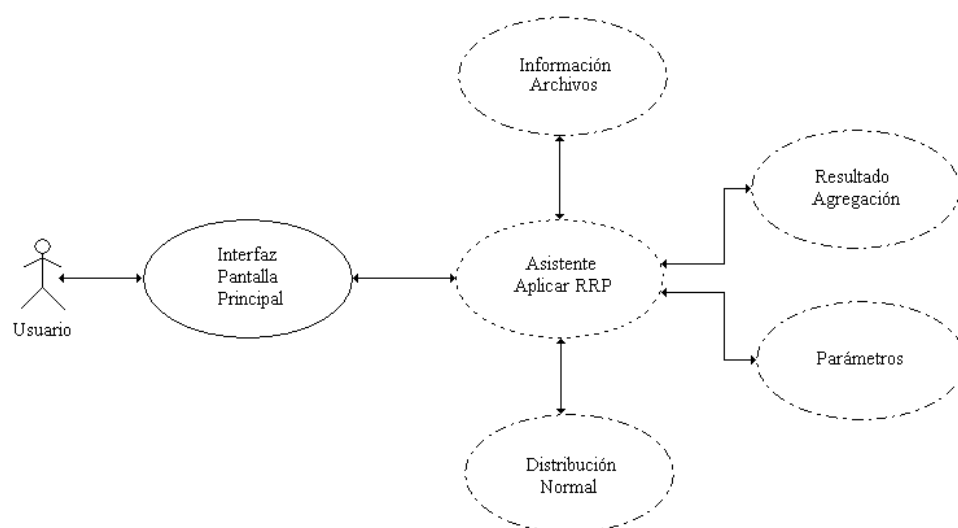 Información
Archivos
Resultado
Agregación
Interfaz
Pantalla
Principal
Asistente
Aplicar RRP
Usuario
Parámetros
Distribución
Normal